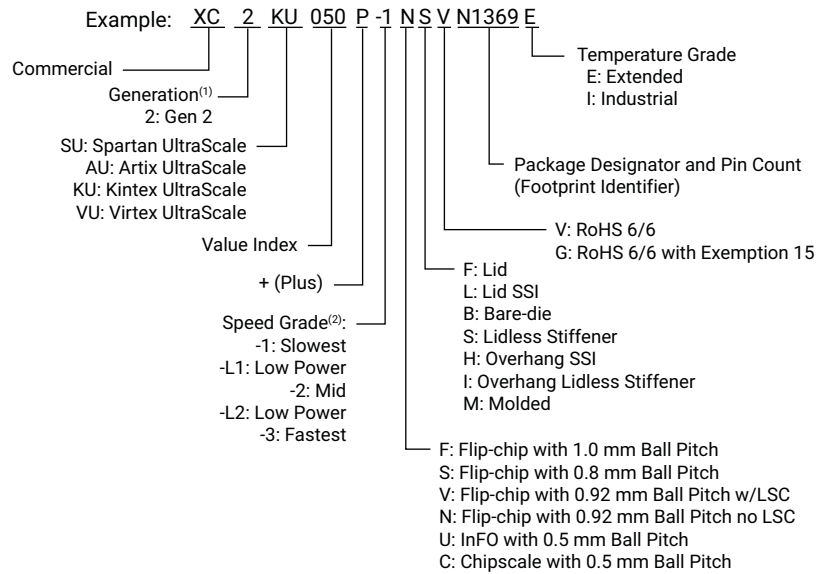 Example: XC 2 KU 050 P -1 N S V N1369 E
Commercial
Generation(1)
2: Gen 2
SU: Spartan UltraScale
AU: Artix UltraScale
KU: Kintex UltraScale
VU: Virtex UltraScale
Value Index
+ (Plus)
Speed Grade(2):
-1: Slowest
-L1: Low Power
-2: Mid
-L2: Low Power
-3: Fastest
Temperature Grade
E: Extended
I: Industrial
Package Designator and Pin Count
(Footprint Identifier)
V: RoHS 6/6
G: RoHS 6/6 with Exemption 15
F: Lid
L: Lid SSI
B: Bare-die
S: Lidless Stiffener
H: Overhang SSI
I: Overhang Lidless Stiffener
M: Molded
F: Flip-chip with 1.0 mm Ball Pitch
S: Flip-chip with 0.8 mm Ball Pitch
V: Flip-chip with 0.92 mm Ball Pitch w/LSC
N: Flip-chip with 0.92 mm Ball Pitch no LSC
U: InFO with 0.5 mm Ball Pitch
C: Chipscale with 0.5 mm Ball Pitch